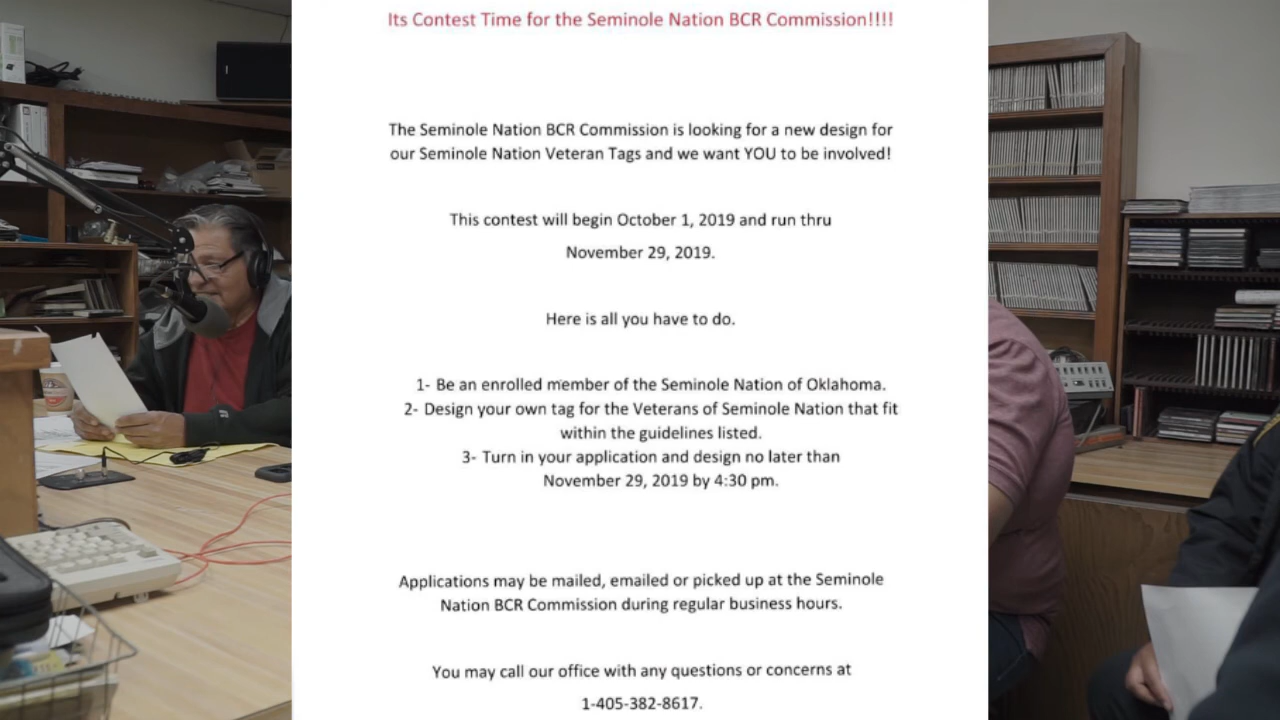 Its Contest Time for the Seminole Nation BCR Commission!!!!
The Seminole Nation BCR Commission is looking for a new design for
our Seminole Nation Veteran Tags and we want YOU to be involved!
This contest will begin October 1, 2019 and run thru
November 29, 2019.
Here is all you have to do.
1- Be an enrolled member of the Seminole Nation of Oklahoma.
2- Design your own tag for the Veterans of Seminole Nation that fit
within the guidelines listed.
3- Turn in your application and design no later than
November 29, 2019 by 4:30 pm.
Applications may be mailed, emailed or picked up at the Seminole
Nation BCR Commission during regular business hours.
You may call our office with any questions or concerns at
1-405-382-8617.